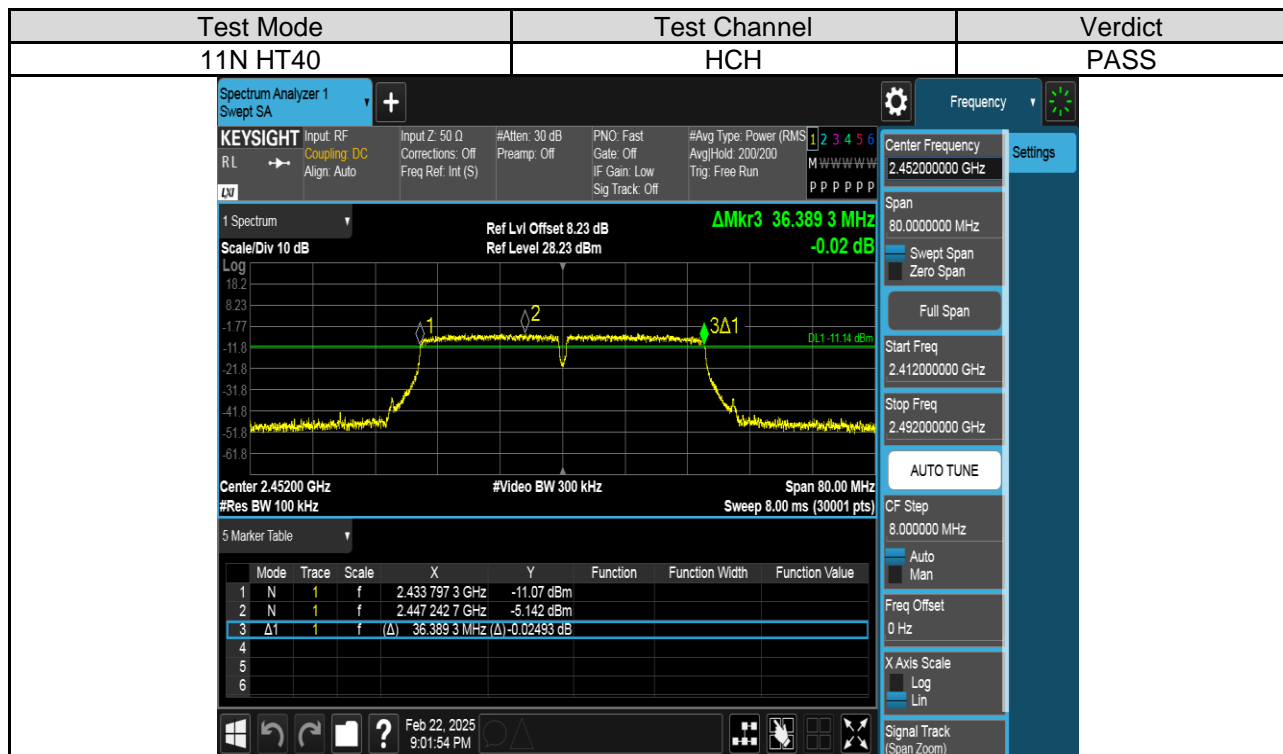 Test Mode Test Channel Verdict
11N HT40 HCH PASS
Spectrum Analyzer 1
Swept SA
+
Frequency
KEYSIGHT
RL
LXI
Input: RF
Coupling: DC
Align: Auto
Input Z: 50 Ω
Corrections: Off
Freq Ref: Int (S)
#Atten: 30 dB
Preamp: Off
PNO: Fast
Gate: Off
IF Gain: Low
Sig Track: Off
#Avg Type: Power (RMS
Avg|Hold: 200/200
Trig: Free Run
1 2 3 4 5 6
M W W W W W
P P P P P P
1 Spectrum
Scale/Div 10 dB
Ref Lvl Offset 8.23 dB
Ref Level 28.23 dBm
ΔMkr3 36.389 3 MHz
-0.02 dB
Log
18.2
8.23
-1.77
-11.8
-21.8
-31.8
-41.8
-51.8
-61.8
1
2
3Δ1
DL1 -11.14 dBm
Center 2.45200 GHz #Video BW 300 kHz Span 80.00 MHz
#Res BW 100 kHz Sweep 8.00 ms (30001 pts)
5 Marker Table
Mode Trace Scale X Y Function Function Width Function Value
1 N 1 f 2.433 797 3 GHz -11.07 dBm
2 N 1 f 2.447 242 7 GHz -5.142 dBm
3 Δ1 1 f (Δ) 36.389 3 MHz (Δ) -0.02493 dB
4
5
6
?
Feb 22, 2025
9:01:54 PM
Settings
Center Frequency
2.452000000 GHz
Span
80.0000000 MHz
Swept Span
Zero Span
Full Span
Start Freq
2.412000000 GHz
Stop Freq
2.492000000 GHz
AUTO TUNE
CF Step
8.000000 MHz
Auto
Man
Freq Offset
0 Hz
X Axis Scale
Log
Lin
Signal Track
(Span Zoom)